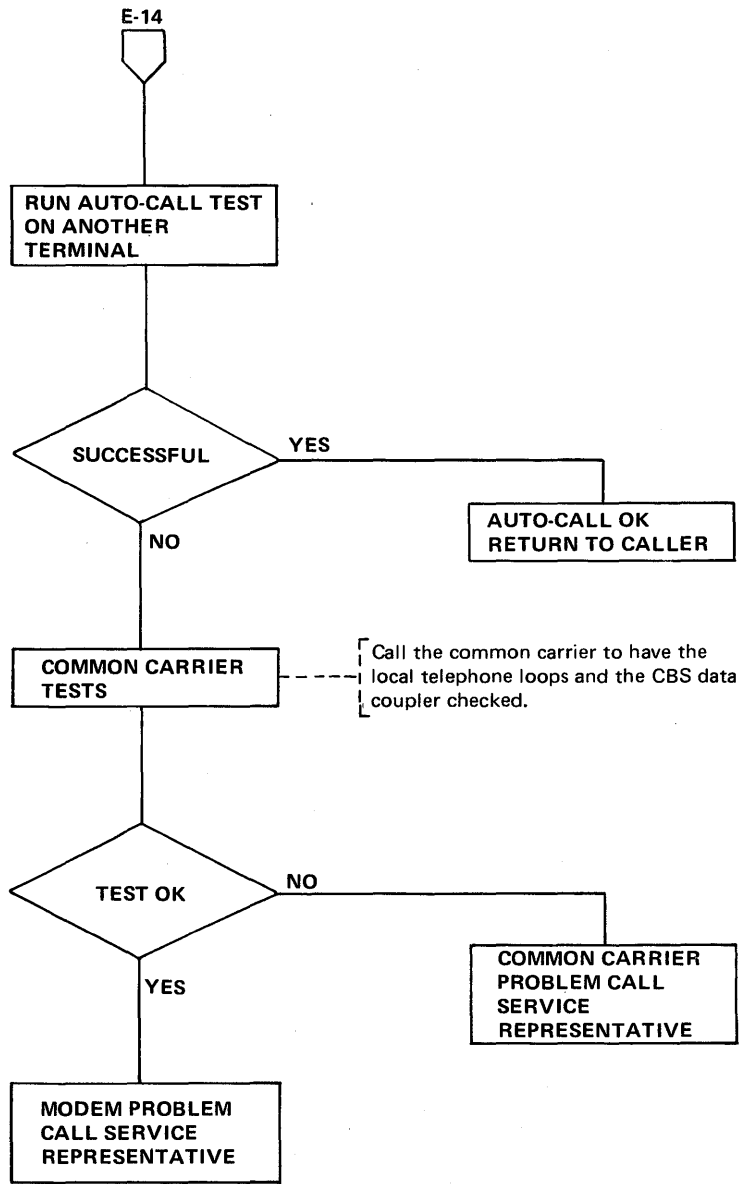 E-14
RUN AUTO-CALL TEST
ON ANOTHER
TERMINAL
SUCCESSFUL
YES
AUTO-CALL OK
RETURN TO CALLER
NO
COMMON CARRIER
TESTS
Call the common carrier to have the
local telephone loops and the CBS data
coupler checked.
TEST OK
NO
COMMON CARRIER
PROBLEM CALL
SERVICE
REPRESENTATIVE
YES
MODEM PROBLEM
CALL SERVICE
REPRESENTATIVE